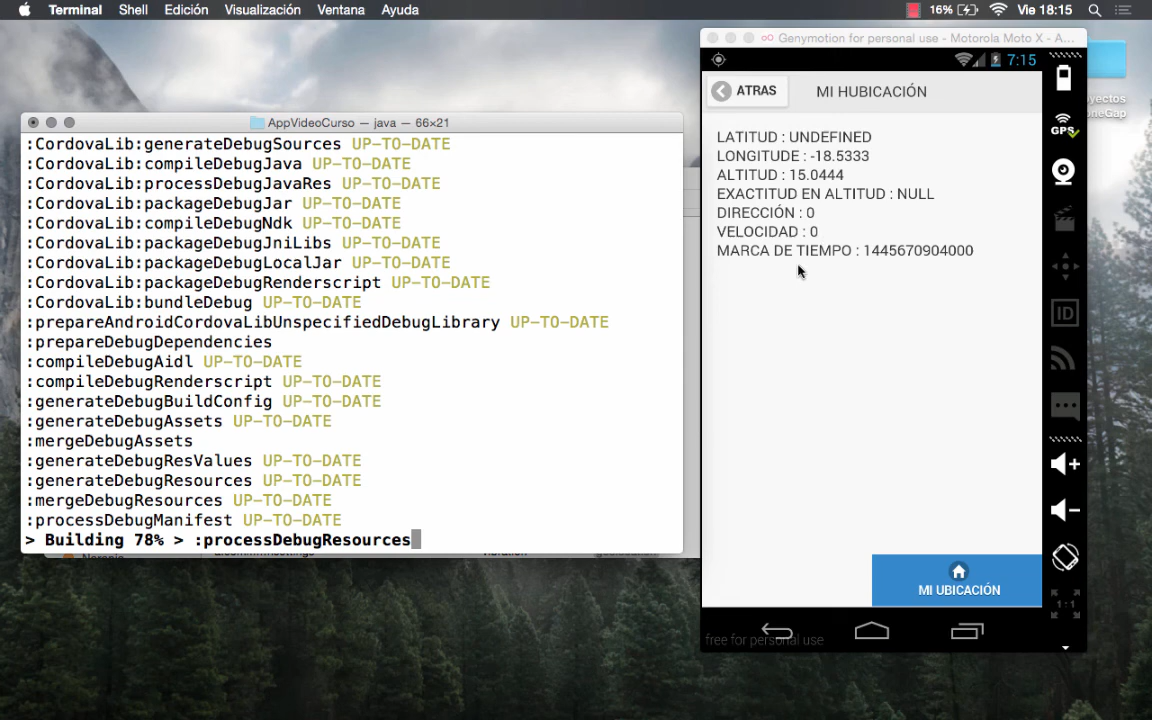 Terminal Shell Edición Visualización Ventana Ayuda 16% Vie 18:15
Genymotion for personal use - Motorola Moto X - A...
7:15
ATRAS MI HUBICACIÓN
LATITUD : UNDEFINED
LONGITUDE : -18.5333
ALTITUD : 15.0444
EXACTITUD EN ALTITUD : NULL
DIRECCIÓN : 0
VELOCIDAD : 0
MARCA DE TIEMPO : 1445670904000
MI UBICACIÓN
free for personal use
GPS
ID
1:1
AppVideoCurso — java — 66×21
:CordovaLib:generateDebugSources UP-TO-DATE
:CordovaLib:compileDebugJava UP-TO-DATE
:CordovaLib:processDebugJavaRes UP-TO-DATE
:CordovaLib:packageDebugJar UP-TO-DATE
:CordovaLib:compileDebugNdk UP-TO-DATE
:CordovaLib:packageDebugJniLibs UP-TO-DATE
:CordovaLib:packageDebugLocalJar UP-TO-DATE
:CordovaLib:packageDebugRenderscript UP-TO-DATE
:CordovaLib:bundleDebug UP-TO-DATE
:prepareAndroidCordovaLibUnspecifiedDebugLibrary UP-TO-DATE
:prepareDebugDependencies
:compileDebugAidl UP-TO-DATE
:compileDebugRenderscript UP-TO-DATE
:generateDebugBuildConfig UP-TO-DATE
:generateDebugAssets UP-TO-DATE
:mergeDebugAssets
:generateDebugResValues UP-TO-DATE
:generateDebugResources UP-TO-DATE
:mergeDebugResources UP-TO-DATE
:processDebugManifest UP-TO-DATE
> Building 78% > :processDebugResources